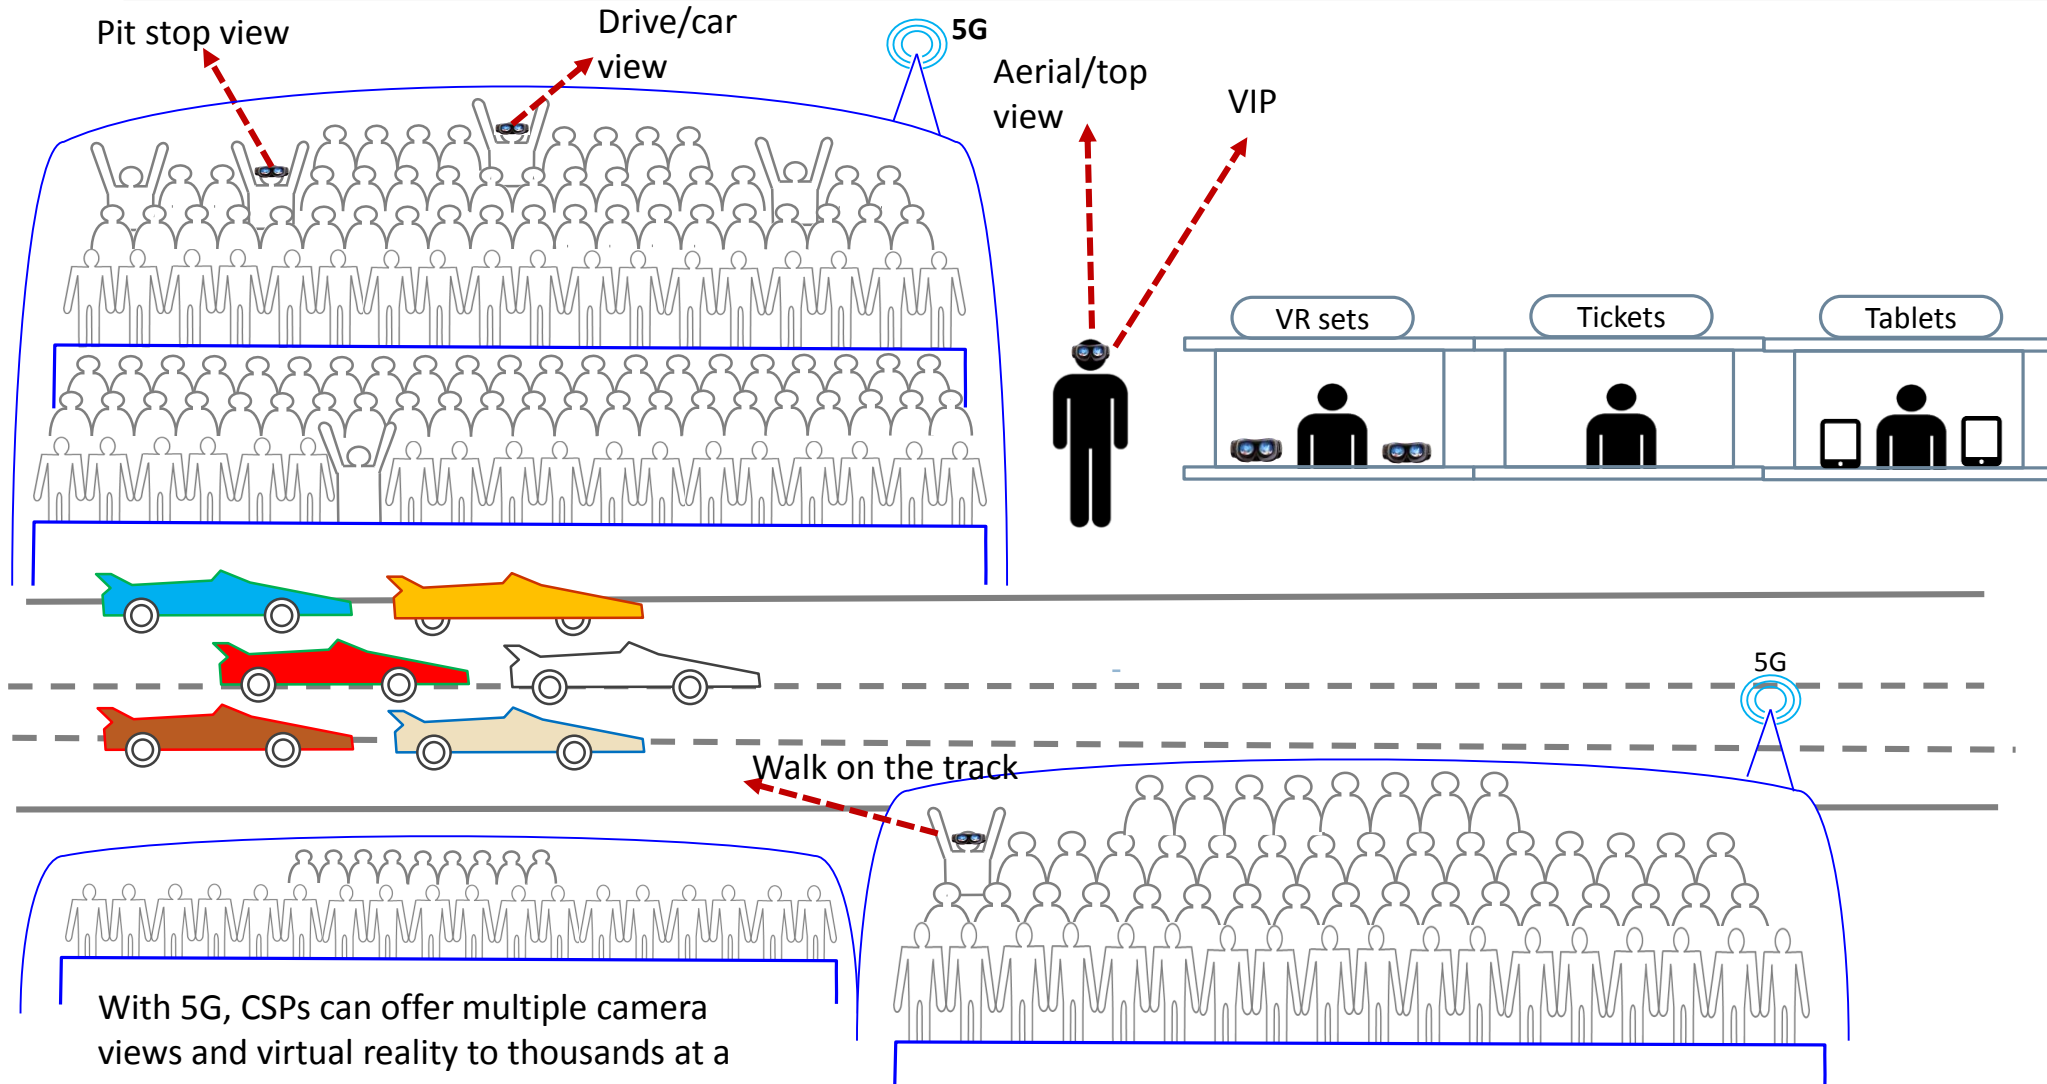 Pit stop view
Drive/car
view
5G
Aerial/top
view
VIP
VR sets
Tickets
Tablets
5G
Walk on the track
With 5G, CSPs can offer multiple camera
views and virtual reality to thousands at a